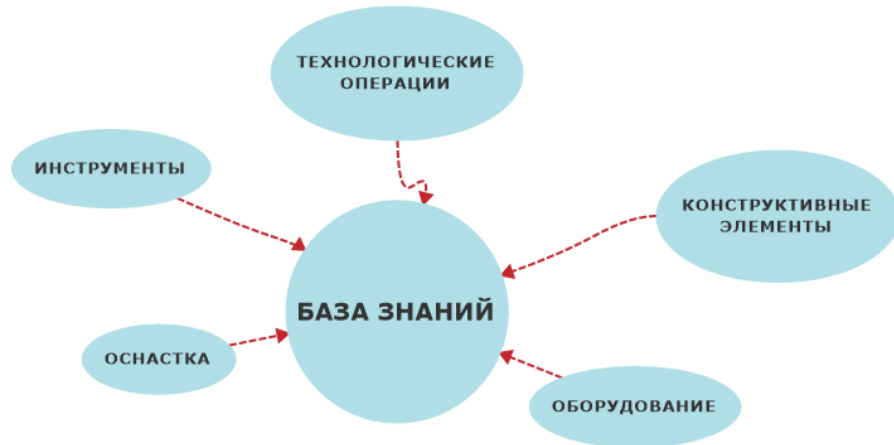 ТЕХНОЛОГИЧЕСКИЕ
ОПЕРАЦИИ
ИНСТРУМЕНТЫ
КОНСТРУКТИВНЫЕ
ЭЛЕМЕНТЫ
БАЗА ЗНАНИЙ
ОСНАСТКА
ОБОРУДОВАНИЕ